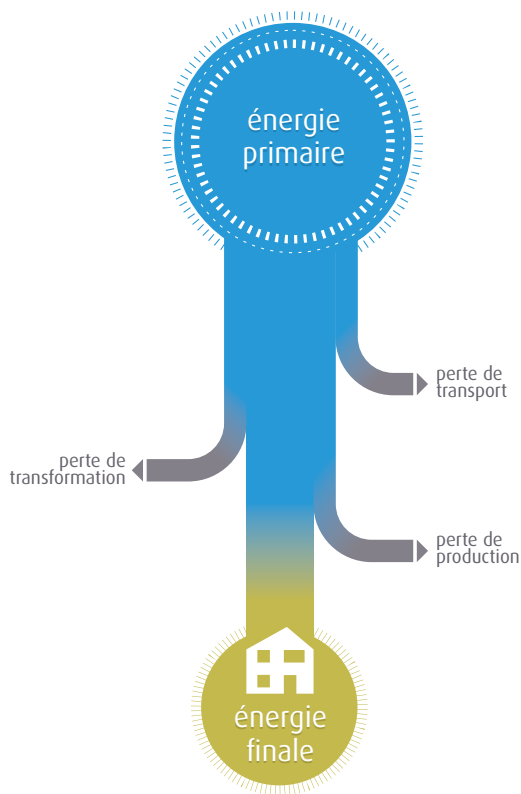 énergie
primaire
perte de
transport
perte de
transformation
perte de
production
énergie
finale